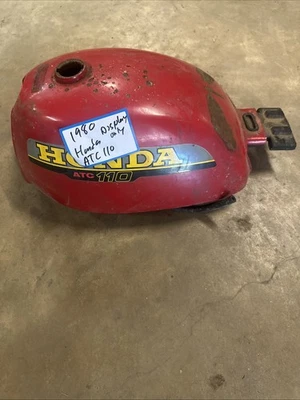 1980 Display
Honda only
ATC 110
HONDA
ATC 110